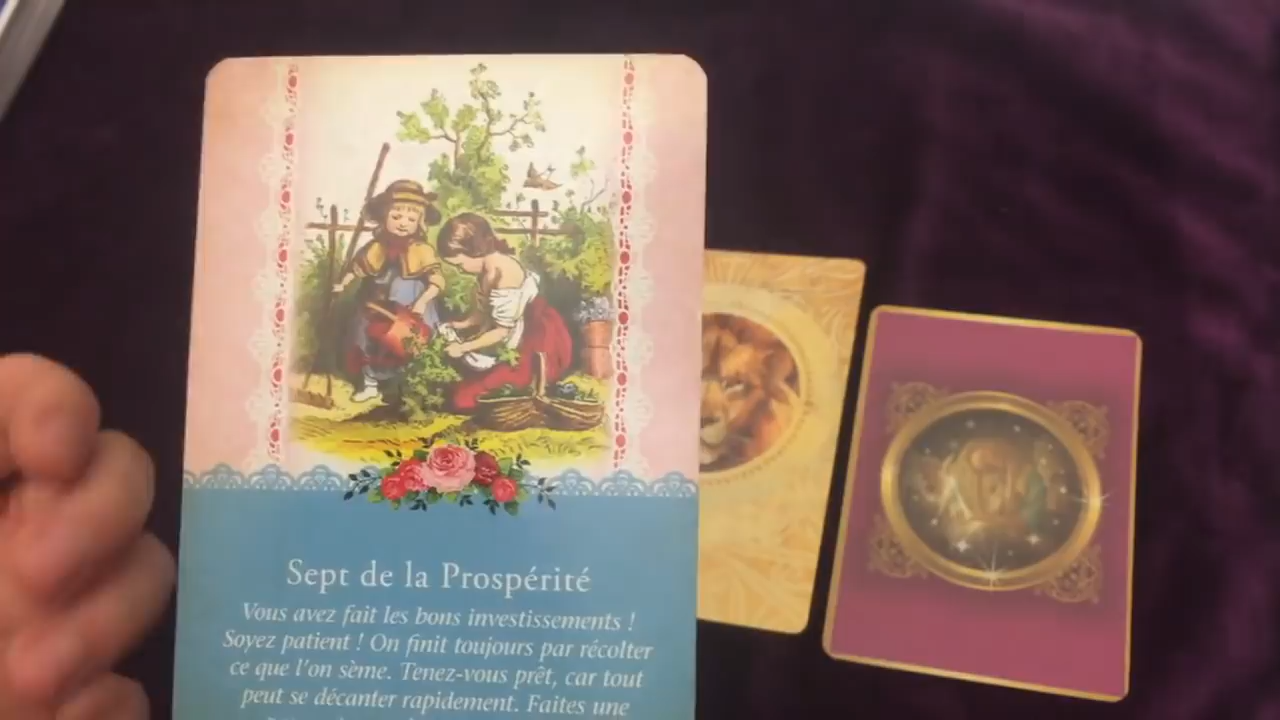 Sept de la Prospérité
Vous avez fait les bons investissements !
Soyez patient ! On finit toujours par récolter
ce que l'on sème. Tenez-vous prêt, car tout
peut se décanter rapidement. Faites une